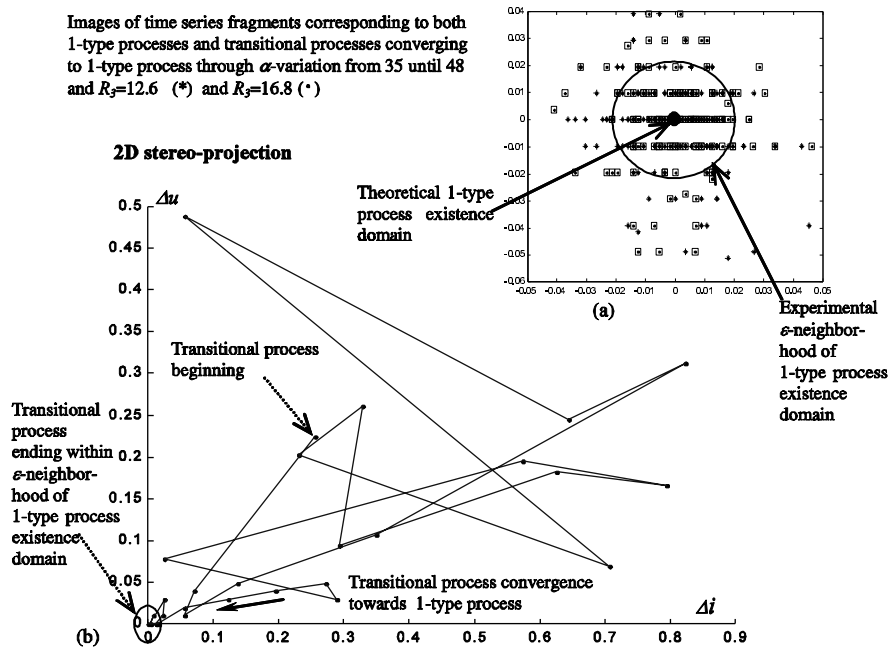 Images of time series fragments corresponding to both
1-type processes and transitional processes converging
to 1-type process through α-variation from 35 until 48
and R3=12.6 (*) and R3=16.8 (·)
0.04
0.03
0.02
0.01
0
-0.01
-0.02
-0.03
-0.04
-0.05
-0.06
-0.05 -0.04 -0.03 -0.02 -0.01 0 0.01 0.02 0.03 0.04 0.05
(a)
2D stereo-projection
Theoretical 1-type
process existence
domain
Experimental
ε-neighbor-
hood of
1-type process
existence
domain
Δu
0.5
0.45
0.4
0.35
0.3
0.25
0.2
0.15
0.1
0.05
0
Transitional process
beginning
Transitional
process
ending within
ε-neighbor-
hood of
1-type process
existence
domain
Transitional process convergence
towards 1-type process
Δi
(b)
0 0.1 0.2 0.3 0.4 0.5 0.6 0.7 0.8 0.9